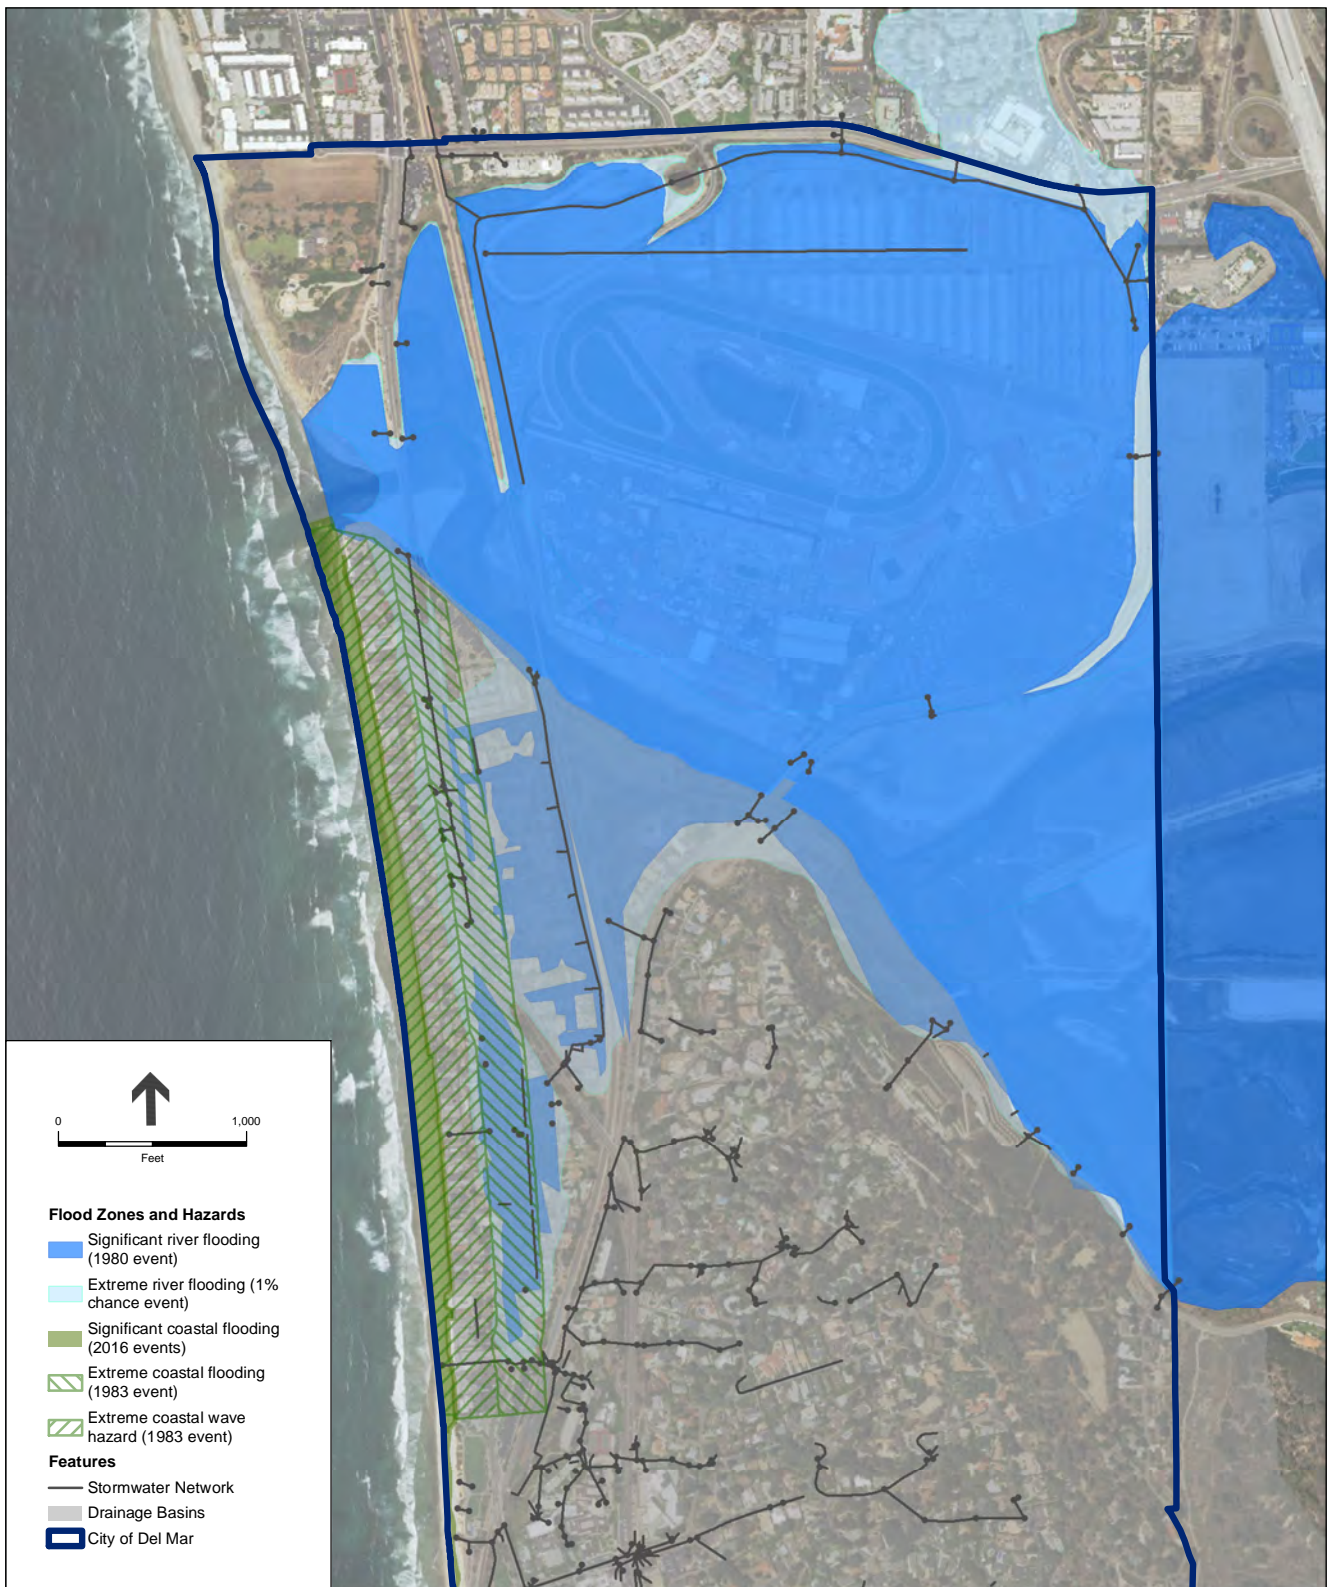 0
1,000
Feet
Flood Zones and Hazards
Significant river flooding
(1980 event)
Extreme river flooding (1%
chance event)
Significant coastal flooding
(2016 events)
Extreme coastal flooding
(1983 event)
Extreme coastal wave
hazard (1983 event)
Features
Stormwater Network
Drainage Basins
City of Del Mar